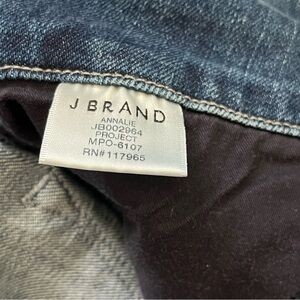 J BRAND
ANNALIE
JB002964
PROJECT
MPO-6107
RN#117965